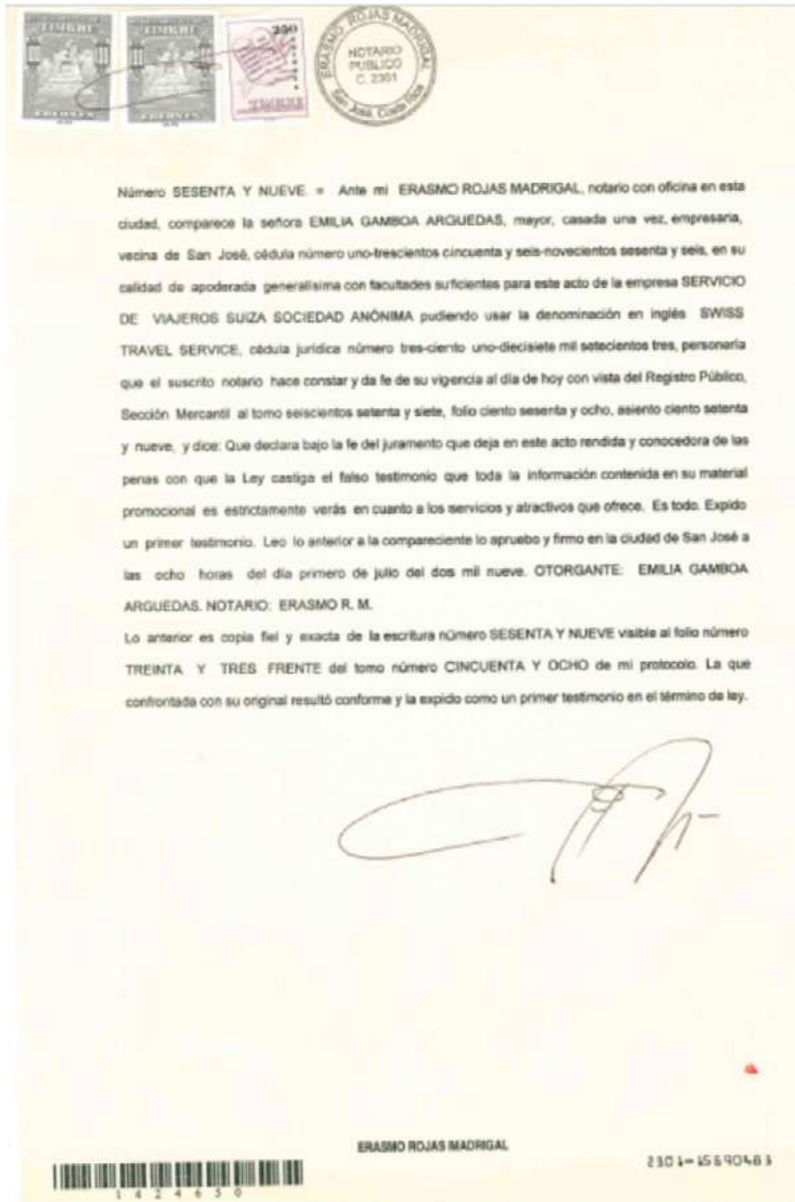 TIMBRE
TIMBRE
250
COLONES
COLONES
TIMBRE
ERASMO ROJAS MADRIGAL
NOTARIO
PUBLICO
C. 2301
San José, Costa Rica
Número SESENTA Y NUEVE. = Ante mi ERASMO ROJAS MADRIGAL, notario con oficina en esta
ciudad, comparece la señora EMILIA GAMBOA ARGUEDAS, mayor, casada una vez, empresaria,
vecina de San José, cédula número uno-trescientos cincuenta y seis-novecientos sesenta y seis, en su
calidad de apoderada generalísima con facultades suficientes para este acto de la empresa SERVICIO
DE VIAJEROS SUIZA SOCIEDAD ANÓNIMA pudiendo usar la denominación en inglés SWISS
TRAVEL SERVICE, cédula jurídica número tres-ciento uno-diecisiete mil setecientos tres, personería
que el suscrito notario hace constar y da fe de su vigencia al día de hoy con vista del Registro Público,
Sección Mercantil al tomo seiscientos setenta y siete, folio ciento sesenta y ocho, asiento ciento setenta
y nueve, y dice: Que declara bajo la fe del juramento que deja en este acto rendida y conocedora de las
penas con que la Ley castiga el falso testimonio que toda la información contenida en su material
promocional es estrictamente verás en cuanto a los servicios y atractivos que ofrece. Es todo. Expido
un primer testimonio. Leo lo anterior a la compareciente lo apruebo y firmo en la ciudad de San José a
las ocho horas del día primero de julio del dos mil nueve. OTORGANTE: EMILIA GAMBOA
ARGUEDAS. NOTARIO: ERASMO R. M.
Lo anterior es copia fiel y exacta de la escritura número SESENTA Y NUEVE visible al folio número
TREINTA Y TRES FRENTE del tomo número CINCUENTA Y OCHO de mi protocolo. La que
confrontada con su original resultó conforme y la expido como un primer testimonio en el término de ley.
ERASMO ROJAS MADRIGAL
2301-15690483
1424650